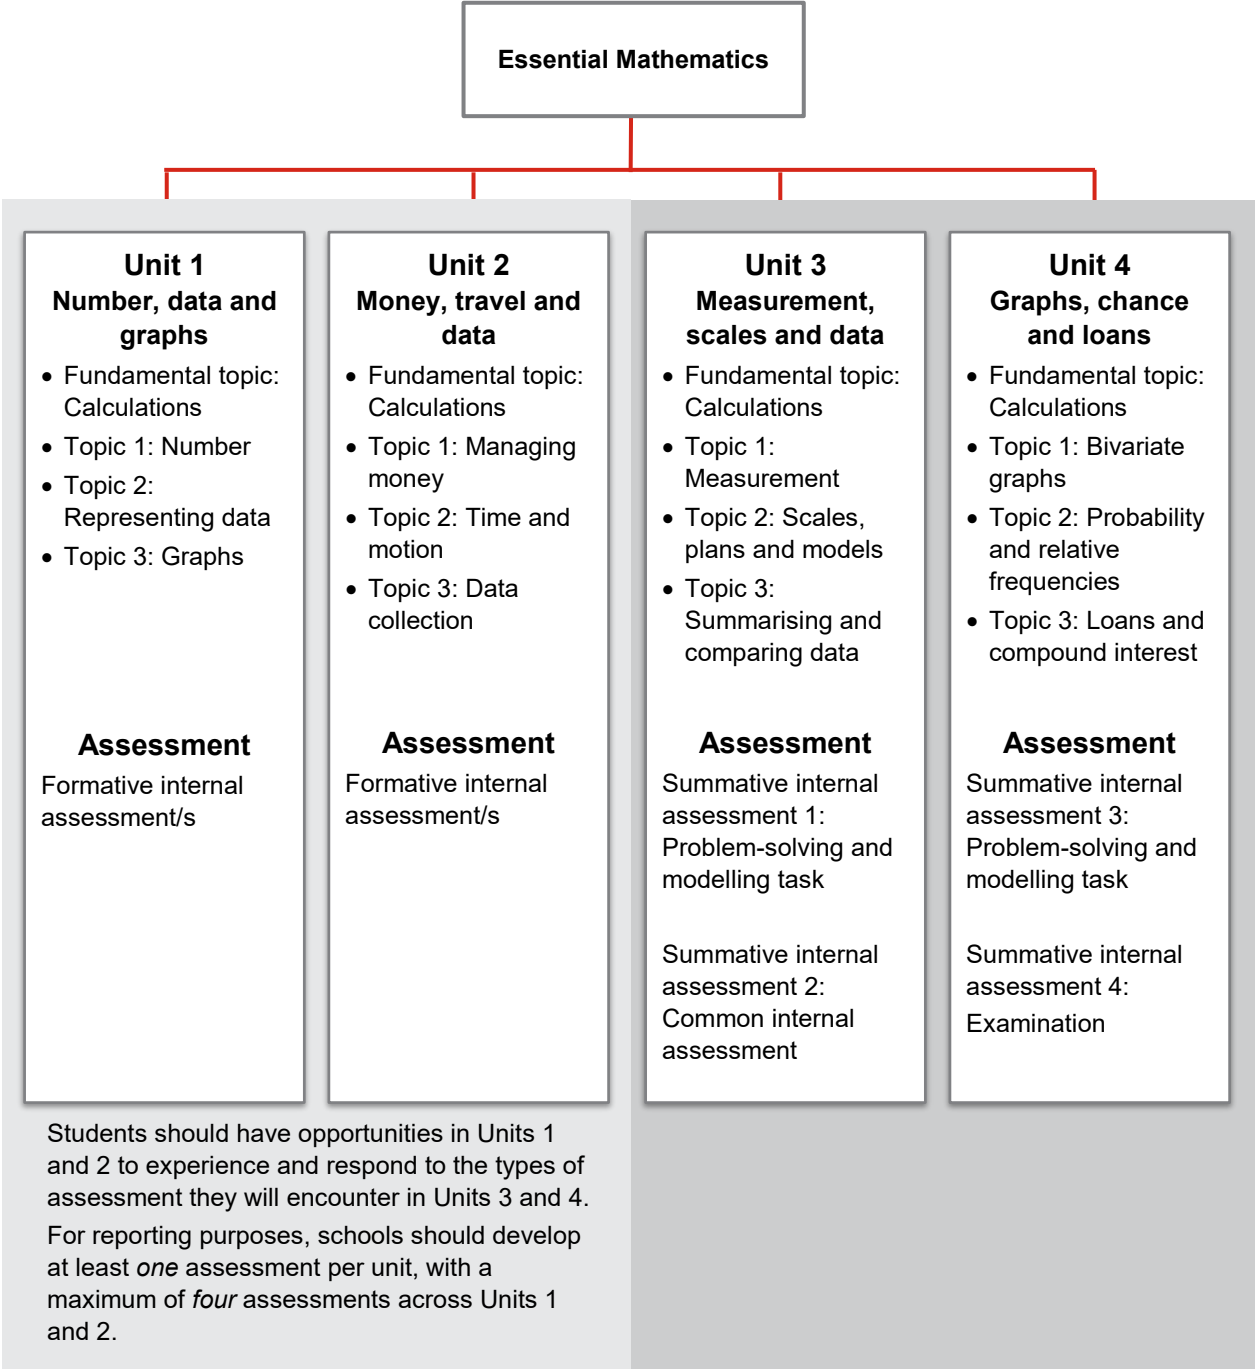 Essential Mathematics
Unit 1
Number, data and
graphs
• Fundamental topic:
Calculations
• Topic 1: Number
• Topic 2:
Representing data
• Topic 3: Graphs
Assessment
Formative internal
assessment/s
Unit 2
Money, travel and
data
• Fundamental topic:
Calculations
• Topic 1: Managing
money
• Topic 2: Time and
motion
• Topic 3: Data
collection
Assessment
Formative internal
assessment/s
Unit 3
Measurement,
scales and data
• Fundamental topic:
Calculations
• Topic 1:
Measurement
• Topic 2: Scales,
plans and models
• Topic 3:
Summarising and
comparing data
Assessment
Summative internal
assessment 1:
Problem-solving and
modelling task
Summative internal
assessment 2:
Common internal
assessment
Unit 4
Graphs, chance
and loans
• Fundamental topic:
Calculations
• Topic 1: Bivariate
graphs
• Topic 2: Probability
and relative
frequencies
• Topic 3: Loans and
compound interest
Assessment
Summative internal
assessment 3:
Problem-solving and
modelling task
Summative internal
assessment 4:
Examination
Students should have opportunities in Units 1
and 2 to experience and respond to the types of
assessment they will encounter in Units 3 and 4.
For reporting purposes, schools should develop
at least one assessment per unit, with a
maximum of four assessments across Units 1
and 2.